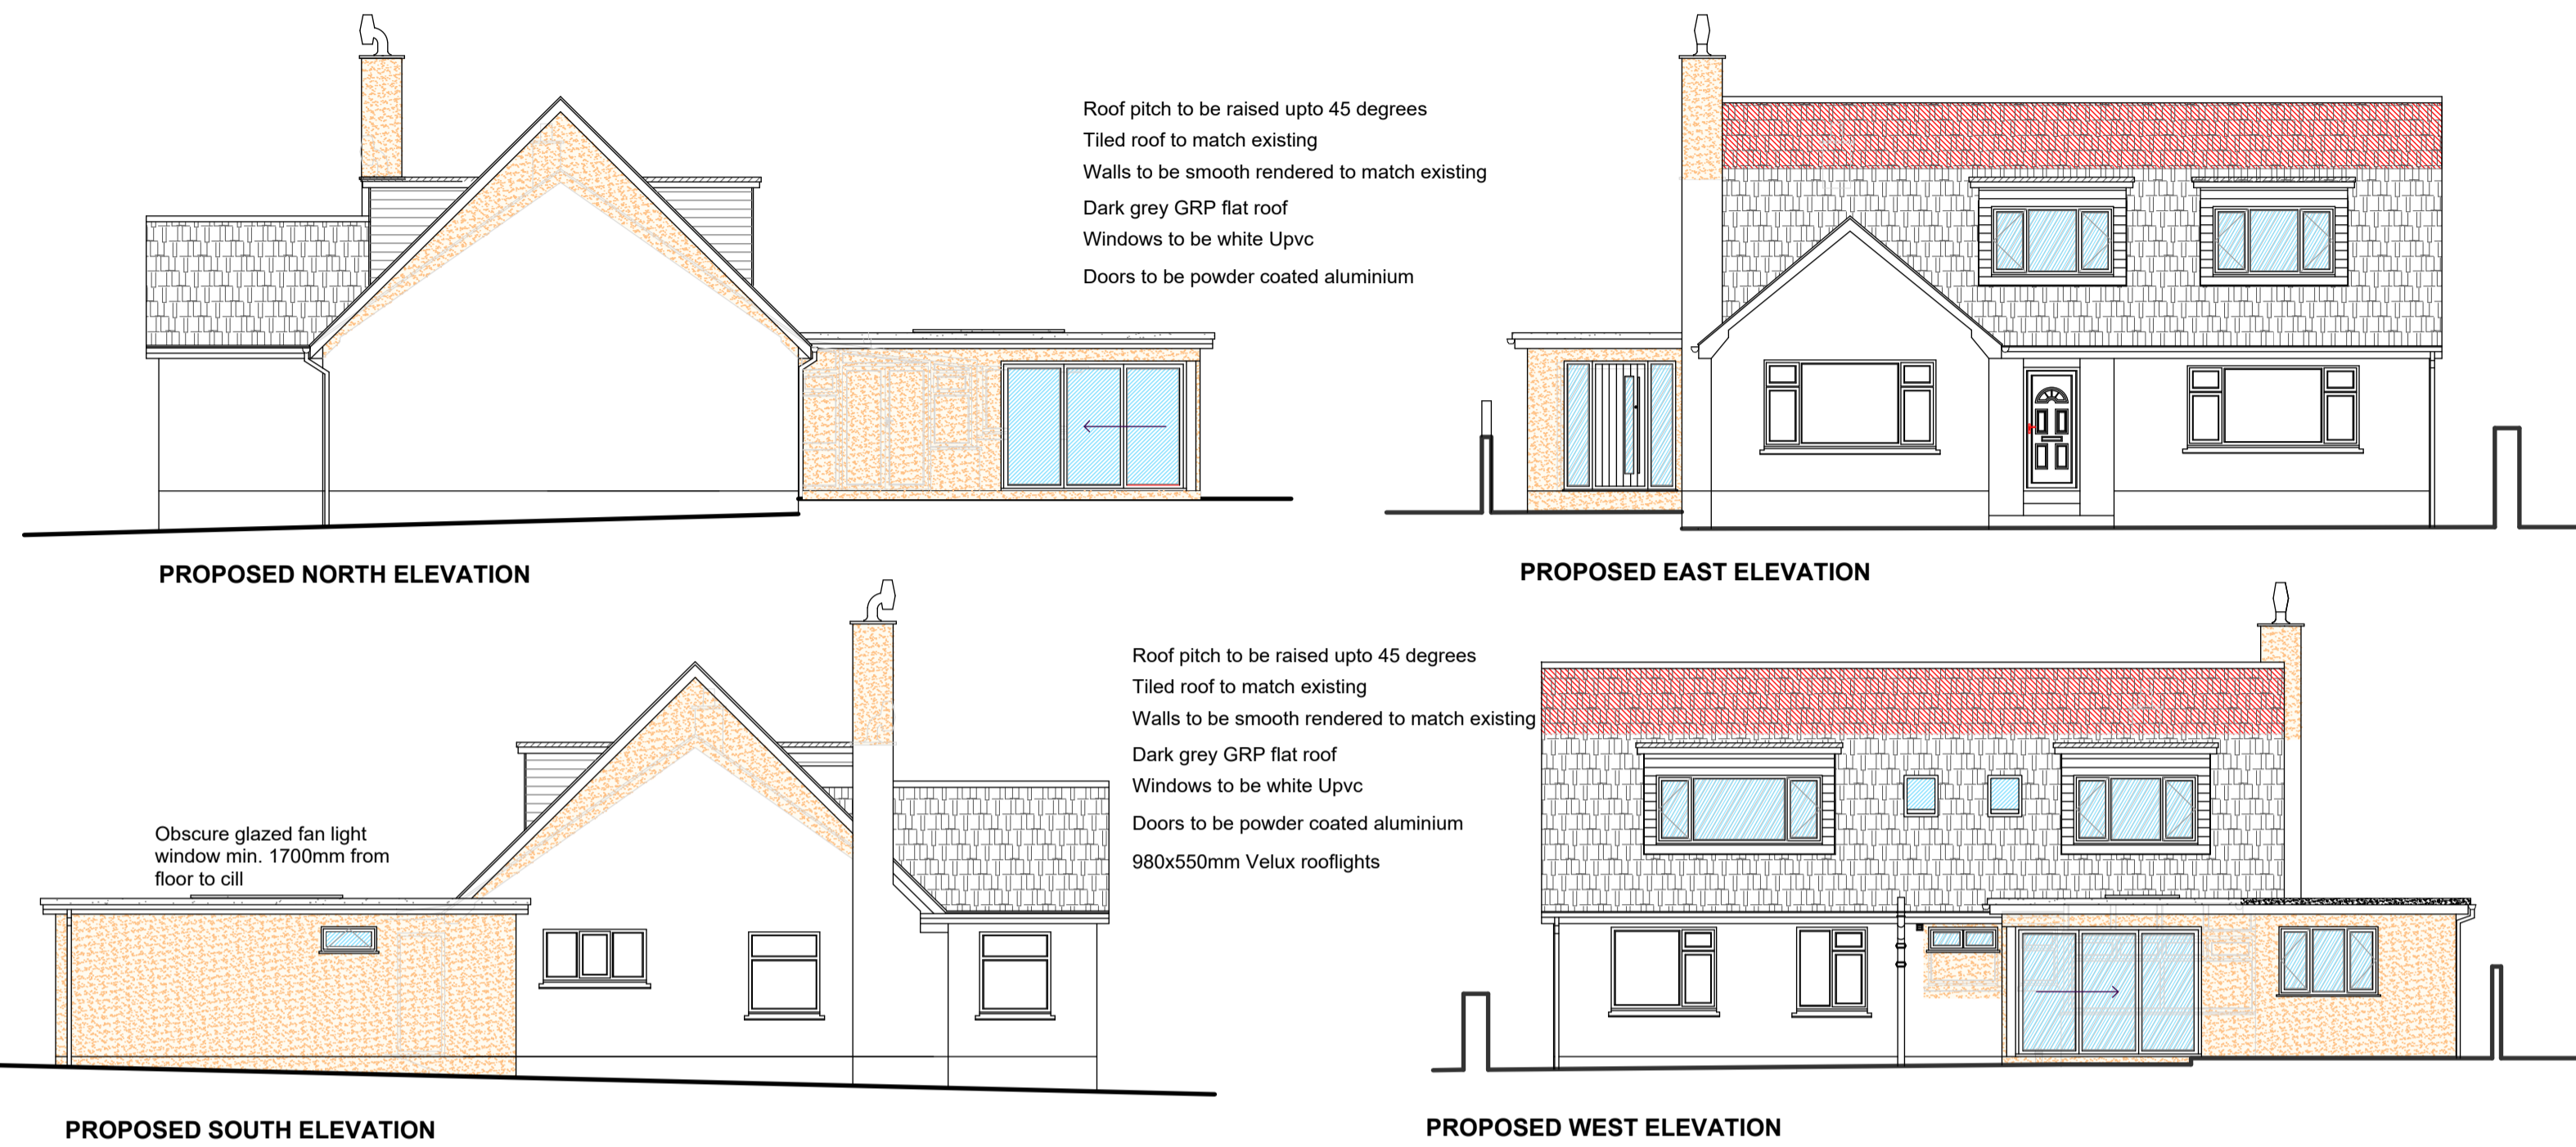 Roof pitch to be raised upto 45 degrees
Tiled roof to match existing
Walls to be smooth rendered to match existing
Dark grey GRP flat roof
Windows to be white Upvc
Doors to be powder coated aluminium
PROPOSED NORTH ELEVATION
PROPOSED EAST ELEVATION
Roof pitch to be raised upto 45 degrees
Tiled roof to match existing
Walls to be smooth rendered to match existing
Dark grey GRP flat roof
Windows to be white Upvc
Doors to be powder coated aluminium
980x550mm Velux rooflights
Obscure glazed fan light
window min. 1700mm from
floor to cill
PROPOSED SOUTH ELEVATION
PROPOSED WEST ELEVATION